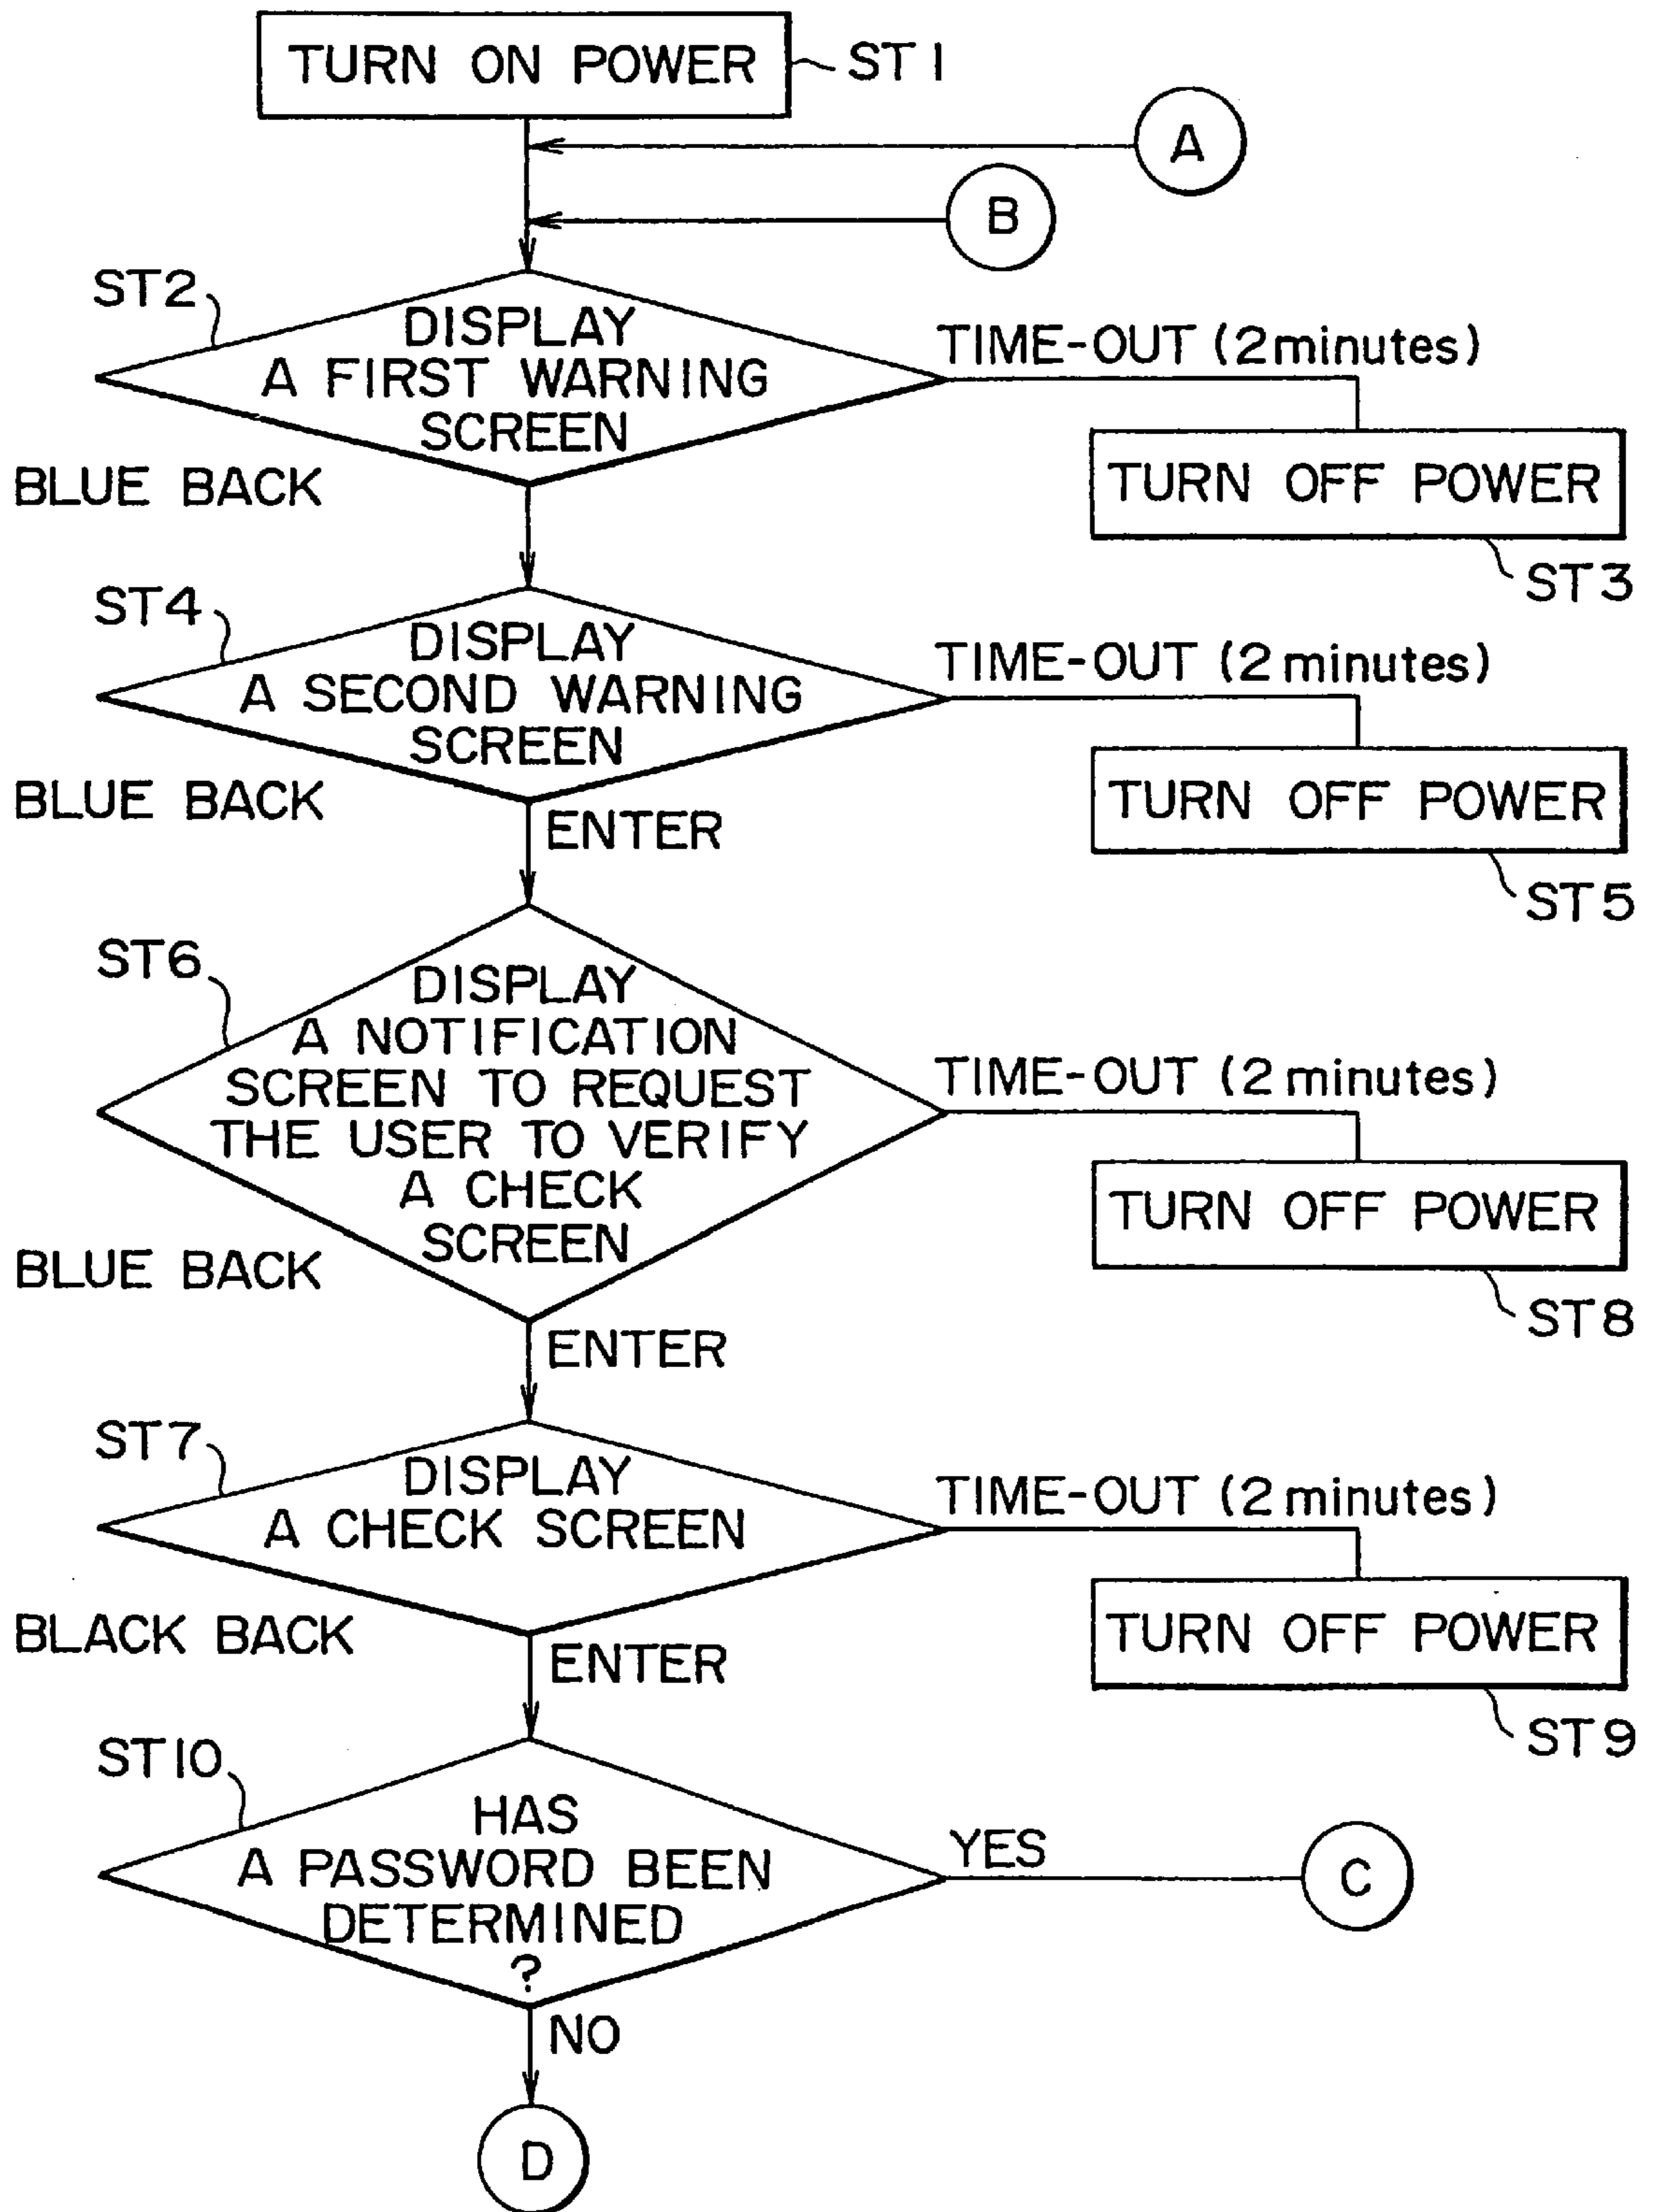 TURN ON POWER
ST1
A
B
ST2
DISPLAY
A FIRST WARNING
SCREEN
TIME-OUT (2minutes)
BLUE BACK
TURN OFF POWER
ST3
ST4
DISPLAY
A SECOND WARNING
SCREEN
TIME-OUT (2 minutes)
BLUE BACK
TURN OFF POWER
ENTER
ST5
ST6
DISPLAY
A NOTIFICATION
SCREEN TO REQUEST
THE USER TO VERIFY
A CHECK
SCREEN
TIME-OUT (2 minutes)
BLUE BACK
TURN OFF POWER
ST8
ENTER
ST7
DISPLAY
A CHECK SCREEN
TIME-OUT (2 minutes)
BLACK BACK
TURN OFF POWER
ENTER
ST9
ST10
HAS
A PASSWORD BEEN
DETERMINED
?
YES
C
NO
D